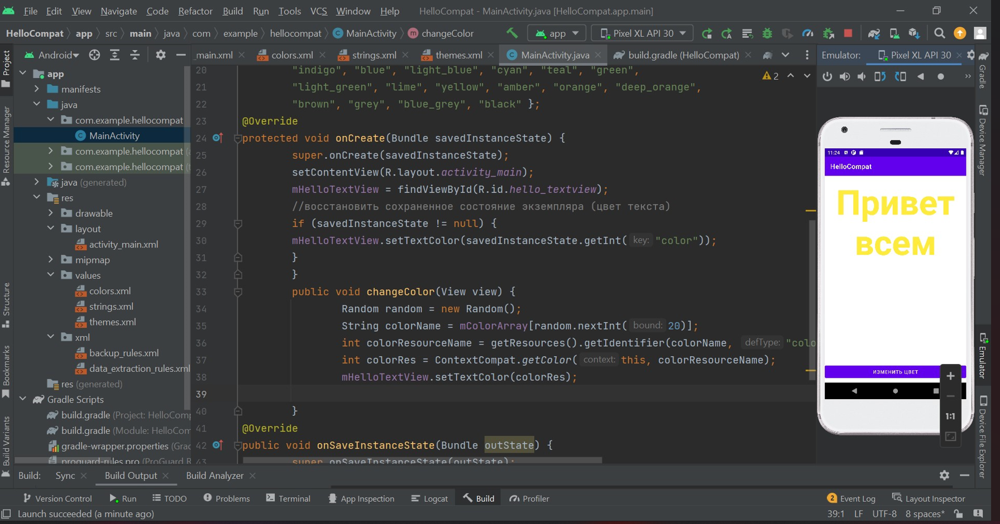 File Edit View Navigate Code Refactor Build Run Tools VCS Window Help HelloCompat - MainActivity.java [HelloCompat.app.main]
HelloCompat app src main java com example hellocompat MainActivity changeColor app Pixel XL API 30
Project
Resource Manager
Structure
Bookmarks
Build Variants
Android
app
manifests
java
com.example.hellocompat
MainActivity
com.example.hellocompat
com.example.hellocompat
java (generated)
res
drawable
layout
activity_main.xml
mipmap
values
colors.xml
strings.xml
themes.xml
xml
backup_rules.xml
data_extraction_rules.xml
res (generated)
Gradle Scripts
build.gradle (Project: HelloComp
build.gradle (Module: HelloCom
gradle-wrapper.properties (Grad
proguard-rules.pro (ProGuard R
_main.xml colors.xml strings.xml themes.xml MainActivity.java build.gradle (HelloCompat)
2
20 "indigo", "blue", "light_blue", "cyan", "teal", "green",
21 "light_green", "lime", "yellow", "amber", "orange", "deep_orange",
22 "brown", "grey", "blue_grey", "black" };
23 @Override
24 protected void onCreate(Bundle savedInstanceState) {
25 super.onCreate(savedInstanceState);
26 setContentView(R.layout.activity_main);
27 mHelloTextView = findViewById(R.id.hello_textview);
28 //восстановить сохраненное состояние экземпляра (цвет текста)
29 if (savedInstanceState != null) {
30 mHelloTextView.setTextColor(savedInstanceState.getInt( key: "color"));
31 }
32 }
33 public void changeColor(View view) {
34 Random random = new Random();
35 String colorName = mColorArray[random.nextInt( bound: 20)];
36 int colorResourceName = getResources().getIdentifier(colorName, defType: "colo
37 int colorRes = ContextCompat.getColor( context: this, colorResourceName);
38 mHelloTextView.setTextColor(colorRes);
39
40 }
41 @Override
42 public void onSaveInstanceState(Bundle outState) {
43 super.onSaveInstanceState(outState);
Emulator: Pixel XL API 30
11:24
HelloCompat
Привет
всем
ИЗМЕНИТЬ ЦВЕТ
1:1
Gradle
Device Manager
Emulator
Device File Explorer
Build: Sync Build Output Build Analyzer
Version Control Run TODO Problems Terminal App Inspection Logcat Build Profiler 2 Event Log Layout Inspector
Launch succeeded (a minute ago) 39:1 LF UTF-8 8 spaces*